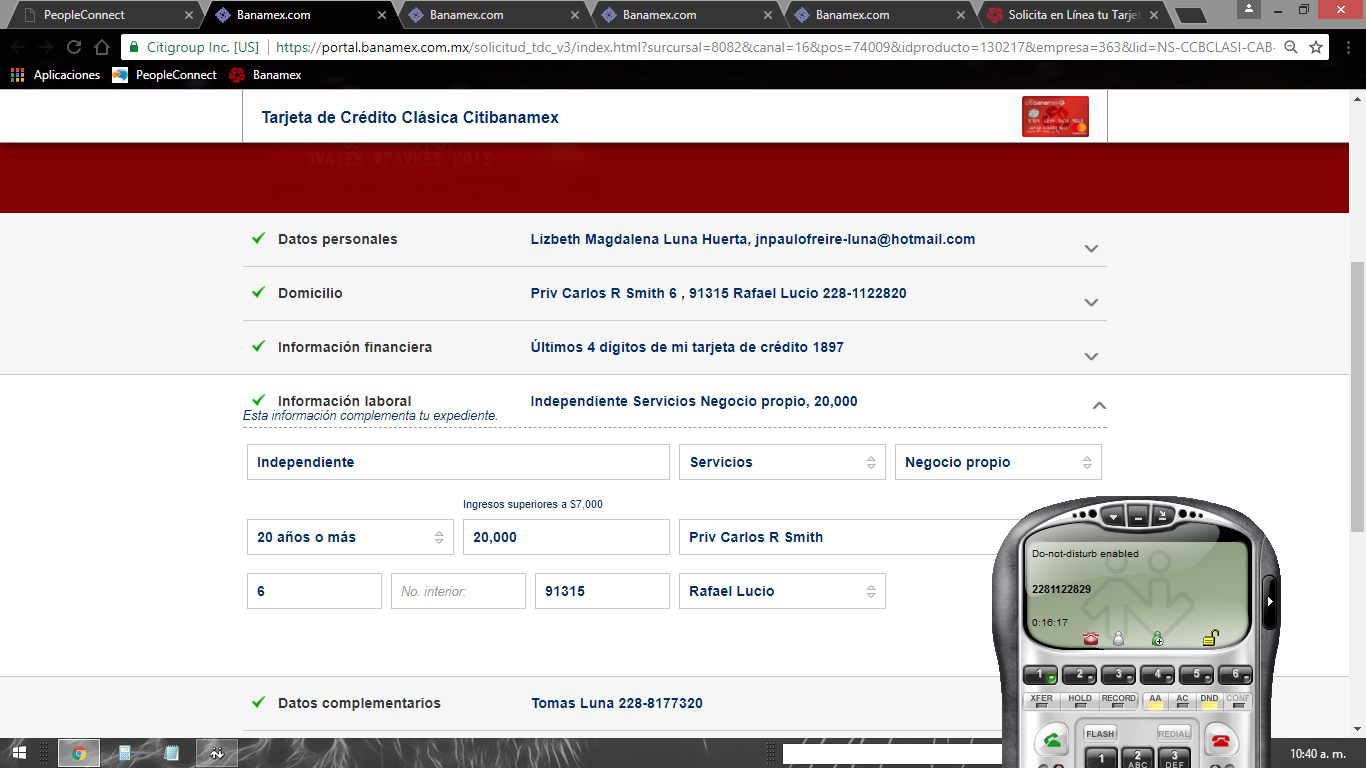 PeopleConnect
Banamex.com
Banamex.com
Banamex.com
Banamex.com
Solicita en Línea tu Tarjet
Citigroup Inc. [US]
https://portal.banamex.com.mx/solicitud_tdc_v3/index.html?surcursal=8082&canal=16&pos=74009&idproducto=130217&empresa=363&lid=NS-CCBCLASI-CAB-
Aplicaciones
PeopleConnect
Banamex
Tarjeta de Crédito Clásica Citibanamex
Datos personales
Lizbeth Magdalena Luna Huerta, jnpaulofreire-luna@hotmail.com
Domicilio
Priv Carlos R Smith 6 , 91315 Rafael Lucio 228-1122820
Información financiera
Últimos 4 dígitos de mi tarjeta de crédito 1897
Información laboral
Independiente Servicios Negocio propio, 20,000
Esta información complementa tu expediente.
Independiente
Servicios
Negocio propio
Ingresos superiores a $7,000
20 años o más
20,000
Priv Carlos R Smith
6
No. interior:
91315
Rafael Lucio
Do-not-disturb enabled
2281122829
0:16:17
1 2 3 4 5 6
XFER HOLD RECORD AA AC DND CONF
FLASH REDIAL
1 2 ABC 3 DEF
Datos complementarios
Tomas Luna 228-8177320
10:40 a. m.